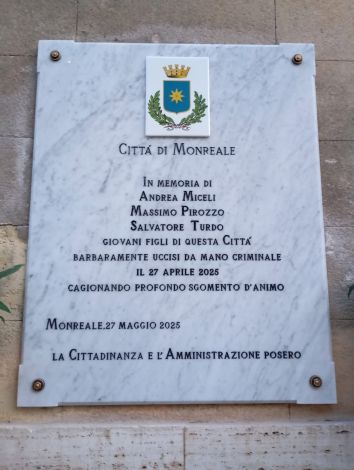 Cittá di Monreale
In memoria di
Andrea Miceli
Massimo Pirozzo
Salvatore Turdo
giovani figli di questa Cittá
barbaramente uccisi da mano criminale
il 27 aprile 2025
cagionando profondo sgomento d'animo
Monreale,27 maggio 2025
la Cittadinanza e l'Amministrazione posero